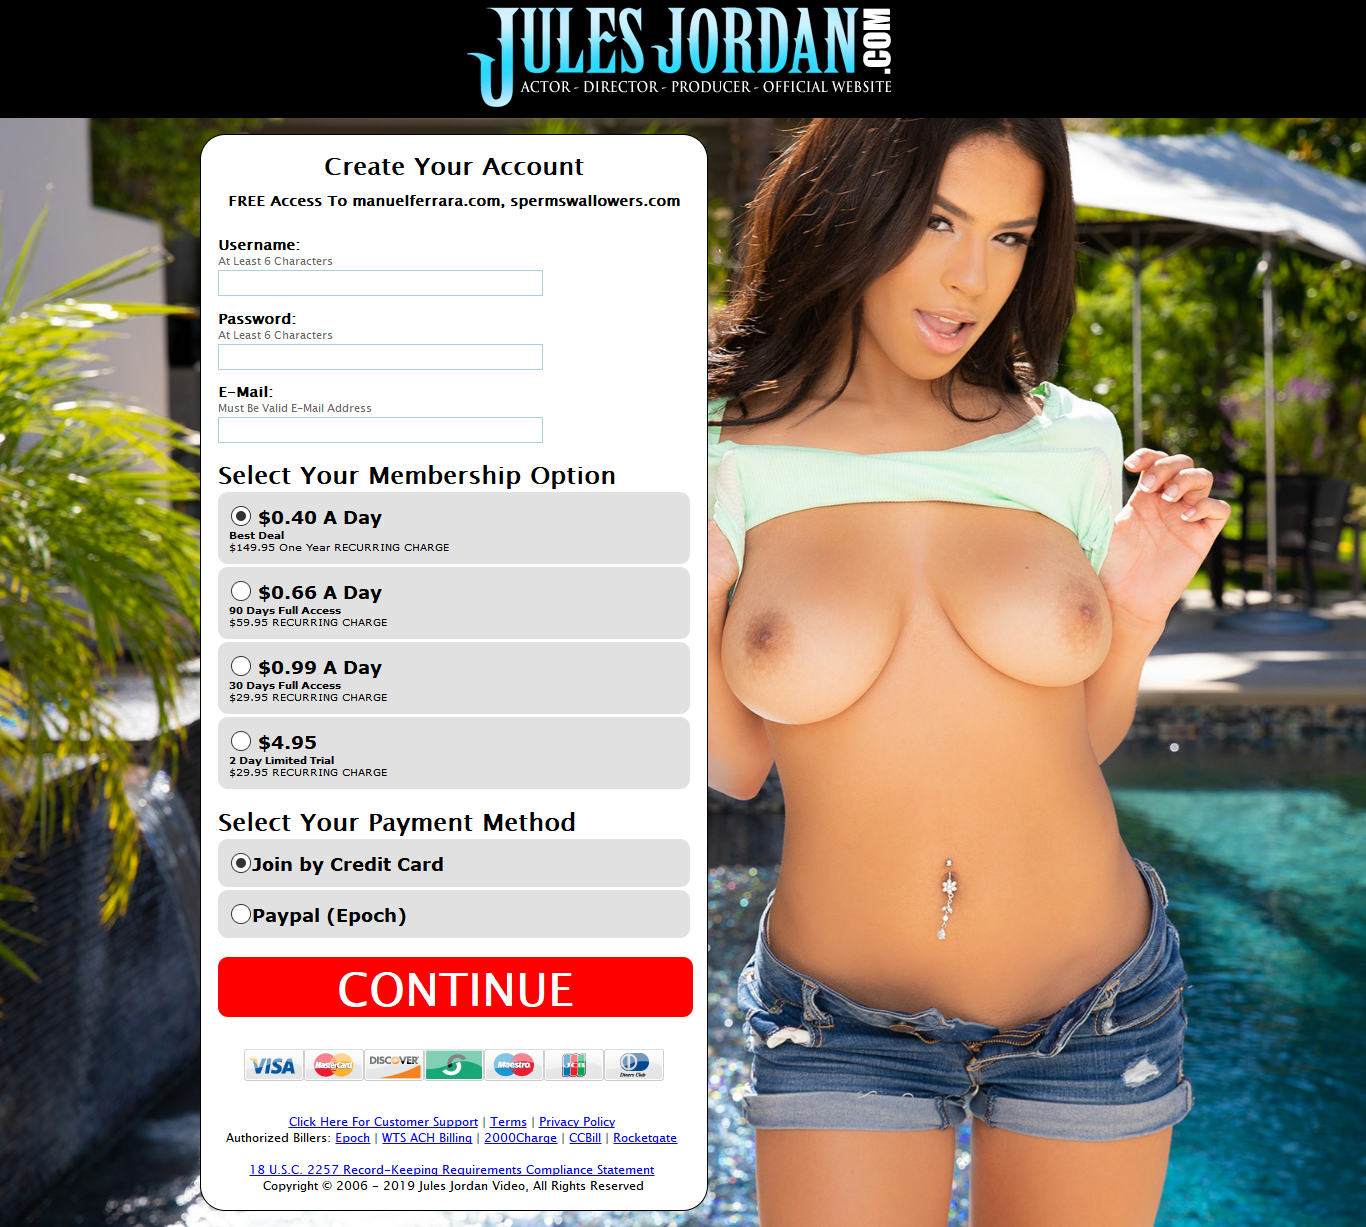 JULES JORDAN.COM
ACTOR - DIRECTOR - PRODUCER - OFFICIAL WEBSITE
Create Your Account
FREE Access To manuelferrara.com, spermswallowers.com
Username:
At Least 6 Characters
Password:
At Least 6 Characters
E-Mail:
Must Be Valid E-Mail Address
Select Your Membership Option
$0.40 A Day
Best Deal
$149.95 One Year RECURRING CHARGE
$0.66 A Day
90 Days Full Access
$59.95 RECURRING CHARGE
$0.99 A Day
30 Days Full Access
$29.95 RECURRING CHARGE
$4.95
2 Day Limited Trial
$29.95 RECURRING CHARGE
Select Your Payment Method
Join by Credit Card
Paypal (Epoch)
CONTINUE
VISA MasterCard DISCOVER S Maestro JCB Diners Club
Click Here For Customer Support | Terms | Privacy Policy
Authorized Billers: Epoch | WTS ACH Billing | 2000Charge | CCBill | Rocketgate
18 U.S.C. 2257 Record-Keeping Requirements Compliance Statement
Copyright © 2006 - 2019 Jules Jordan Video, All Rights Reserved